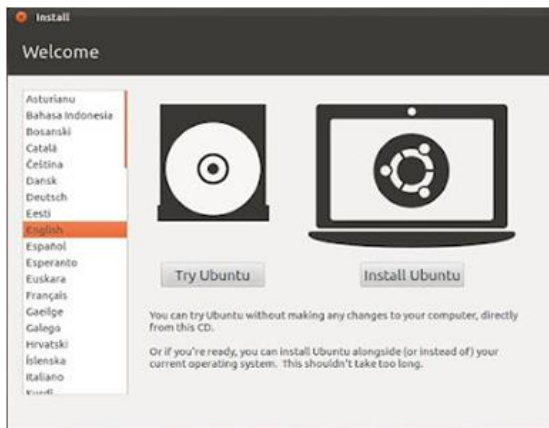 Install
Welcome
Asturianu
Bahasa Indonesia
Bosanski
Català
Čeština
Dansk
Deutsch
Eesti
English
Español
Esperanto
Euskara
Français
Gaeilge
Galego
Hrvatski
Íslenska
Italiano
Kurdî
Try Ubuntu
Install Ubuntu
You can try Ubuntu without making any changes to your computer, directly
from this CD.
Or if you're ready, you can install Ubuntu alongside (or instead of) your
current operating system. This shouldn't take too long.